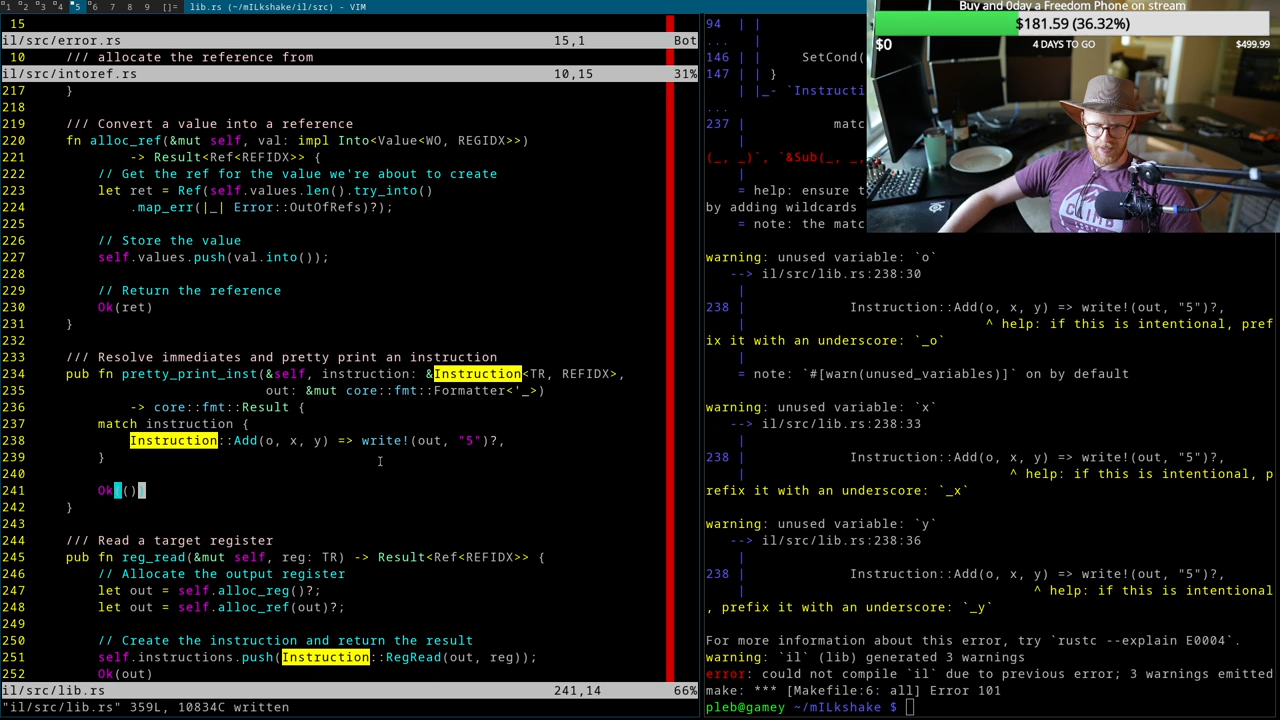 1 2 3 4 5 6 7 8 9 []= lib.rs (~/mILkshake/il/src) - VIM
15
il/src/error.rs 15,1 Bot
10 /// allocate the reference from
il/src/intoref.rs 10,15 31%
217 }
218
219 /// Convert a value into a reference
220 fn alloc_ref(&mut self, val: impl Into<Value<WO, REGIDX>>)
221 -> Result<Ref<REFIDX>> {
222 // Get the ref for the value we're about to create
223 let ret = Ref(self.values.len().try_into()
224 .map_err(|_| Error::OutOfRefs)?);
225
226 // Store the value
227 self.values.push(val.into());
228
229 // Return the reference
230 Ok(ret)
231 }
232
233 /// Resolve immediates and pretty print an instruction
234 pub fn pretty_print_inst(&self, instruction: &Instruction<TR, REFIDX>,
235 out: &mut core::fmt::Formatter<'_>)
236 -> core::fmt::Result {
237 match instruction {
238 Instruction::Add(o, x, y) => write!(out, "5")?,
239 }
240
241 Ok(())
242 }
243
244 /// Read a target register
245 pub fn reg_read(&mut self, reg: TR) -> Result<Ref<REFIDX>> {
246 // Allocate the output register
247 let out = self.alloc_reg()?;
248 let out = self.alloc_ref(out)?;
249
250 // Create the instruction and return the result
251 self.instructions.push(Instruction::RegRead(out, reg));
252 Ok(out)
il/src/lib.rs 241,14 66%
"il/src/lib.rs" 359L, 10834C written
94 | |
... |
146 | | SetCond(
147 | | }
| |_- `Instructi
...
237 | matc
|
(_, _)`, `&Sub(_, _,
|
= help: ensure t
by adding wildcards
= note: the matc
warning: unused variable: `o`
--> il/src/lib.rs:238:30
|
238 | Instruction::Add(o, x, y) => write!(out, "5")?,
| ^ help: if this is intentional, pref
ix it with an underscore: `_o`
|
= note: `#[warn(unused_variables)]` on by default
warning: unused variable: `x`
--> il/src/lib.rs:238:33
|
238 | Instruction::Add(o, x, y) => write!(out, "5")?,
| ^ help: if this is intentional, p
refix it with an underscore: `_x`
warning: unused variable: `y`
--> il/src/lib.rs:238:36
|
238 | Instruction::Add(o, x, y) => write!(out, "5")?,
| ^ help: if this is intentional
, prefix it with an underscore: `_y`
For more information about this error, try `rustc --explain E0004`.
warning: `il` (lib) generated 3 warnings
error: could not compile `il` due to previous error; 3 warnings emitted
make: *** [Makefile:6: all] Error 101
pleb@gamey ~/mILkshake $
Buy and 0day a Freedom Phone on stream
$181.59 (36.32%)
$0 4 DAYS TO GO $499.99
CLIMB